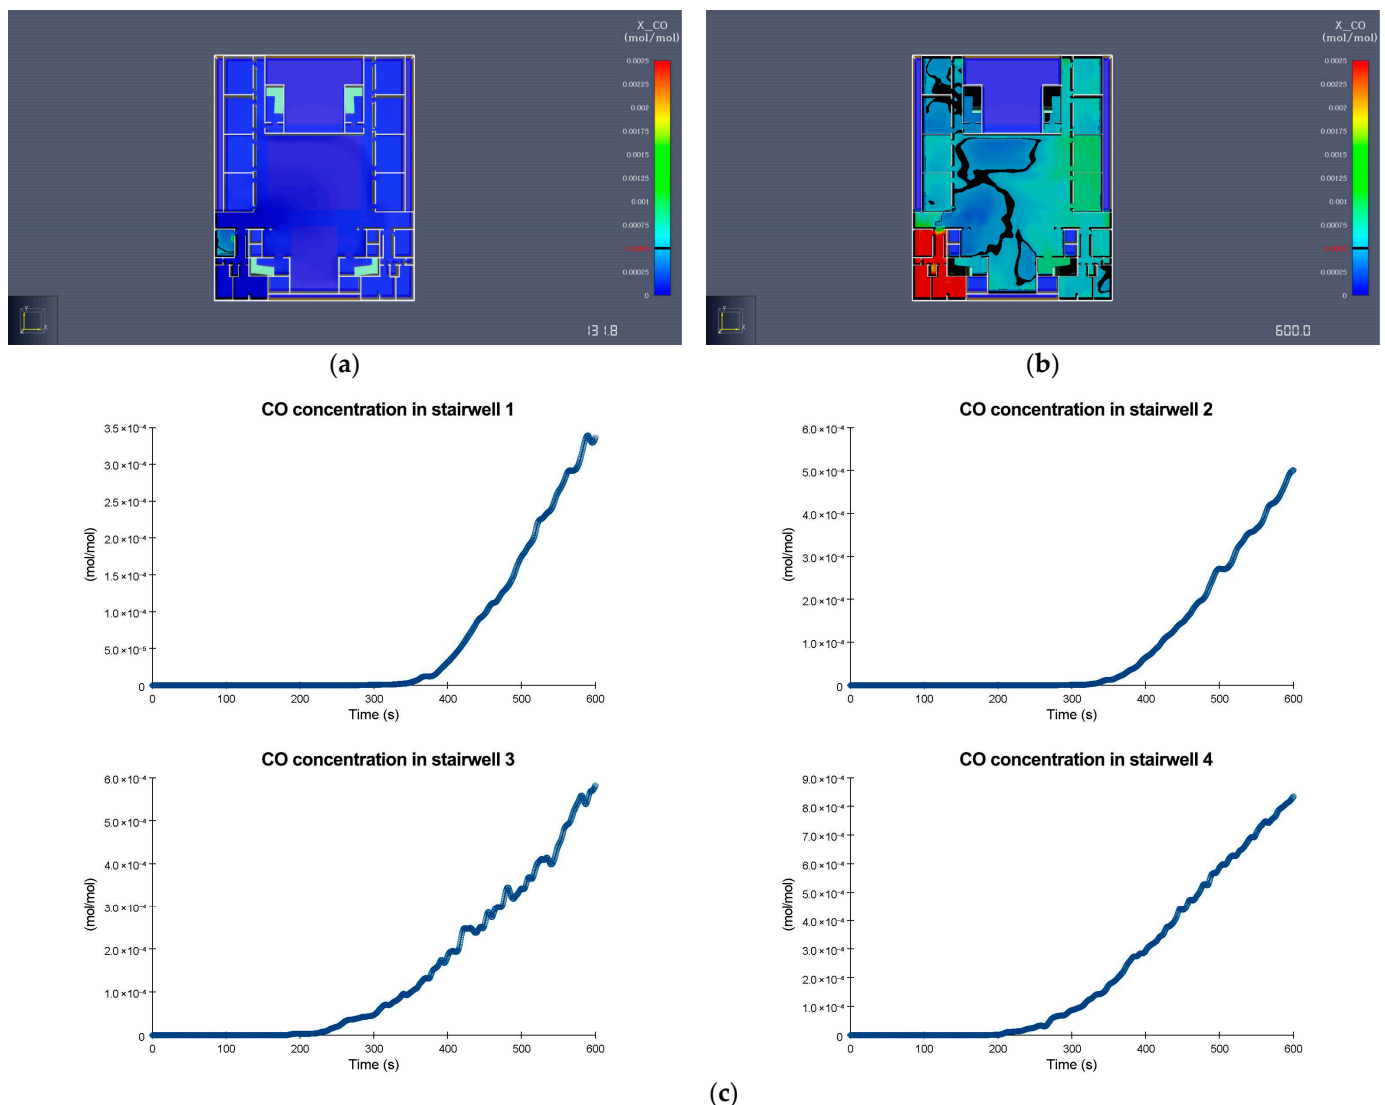 X_CO
(mol/mol)
0.0025
0.00225
0.002
0.00175
0.0015
0.00125
0.001
0.00075
0.00025
0
131.8
Y
X
(a)
X_CO
(mol/mol)
0.0025
0.00225
0.002
0.00175
0.0015
0.00125
0.001
0.00075
0.00025
0
600.0
Y
X
(b)
CO concentration in stairwell 1
(mol/mol)
3.5×10⁻⁴
3.0×10⁻⁴
2.5×10⁻⁴
2.0×10⁻⁴
1.5×10⁻⁴
1.0×10⁻⁴
5.0×10⁻⁵
0
0 100 200 300 400 500 600
Time (s)
CO concentration in stairwell 2
(mol/mol)
6.0×10⁻⁴
5.0×10⁻⁴
4.0×10⁻⁴
3.0×10⁻⁴
2.0×10⁻⁴
1.0×10⁻⁴
0
0 100 200 300 400 500 600
Time (s)
CO concentration in stairwell 3
(mol/mol)
6.0×10⁻⁴
5.0×10⁻⁴
4.0×10⁻⁴
3.0×10⁻⁴
2.0×10⁻⁴
1.0×10⁻⁴
0
0 100 200 300 400 500 600
Time (s)
CO concentration in stairwell 4
(mol/mol)
9.0×10⁻⁴
8.0×10⁻⁴
7.0×10⁻⁴
6.0×10⁻⁴
5.0×10⁻⁴
4.0×10⁻⁴
3.0×10⁻⁴
2.0×10⁻⁴
1.0×10⁻⁴
0
0 100 200 300 400 500 600
Time (s)
(c)